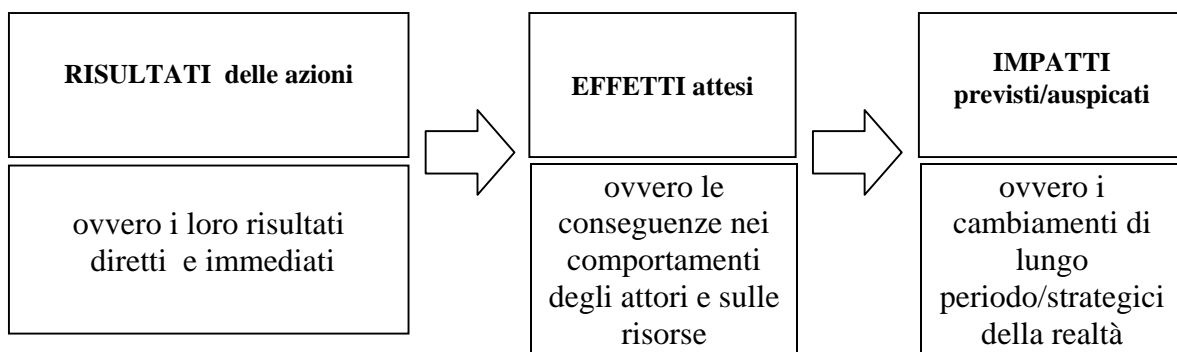 RISULTATI  delle azioni
ovvero i loro risultati
diretti  e immediati
EFFETTI attesi
ovvero le
conseguenze nei
comportamenti
degli attori e sulle
risorse
IMPATTI
previsti/auspicati
ovvero i
cambiamenti di
lungo
periodo/strategici
della realtà